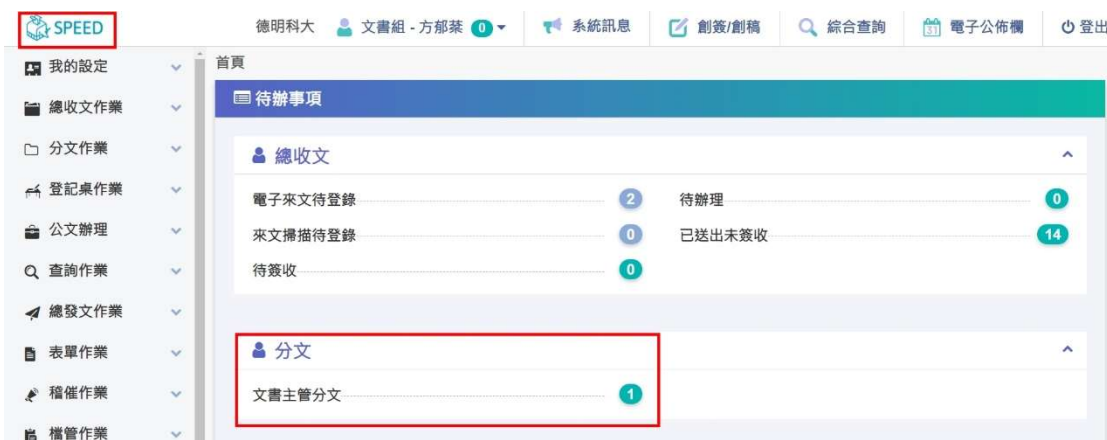 SPEED
德明科大 文書組 - 方郁棻 0 系統訊息 創簽/創稿 綜合查詢 電子公佈欄 登出
我的設定
總收文作業
分文作業
登記桌作業
公文辦理
查詢作業
總發文作業
表單作業
稽催作業
檔管作業
首頁
待辦事項
總收文
電子來文待登錄 2 待辦理 0
來文掃描待登錄 0 已送出未簽收 14
待簽收 0
分文
文書主管分文 1